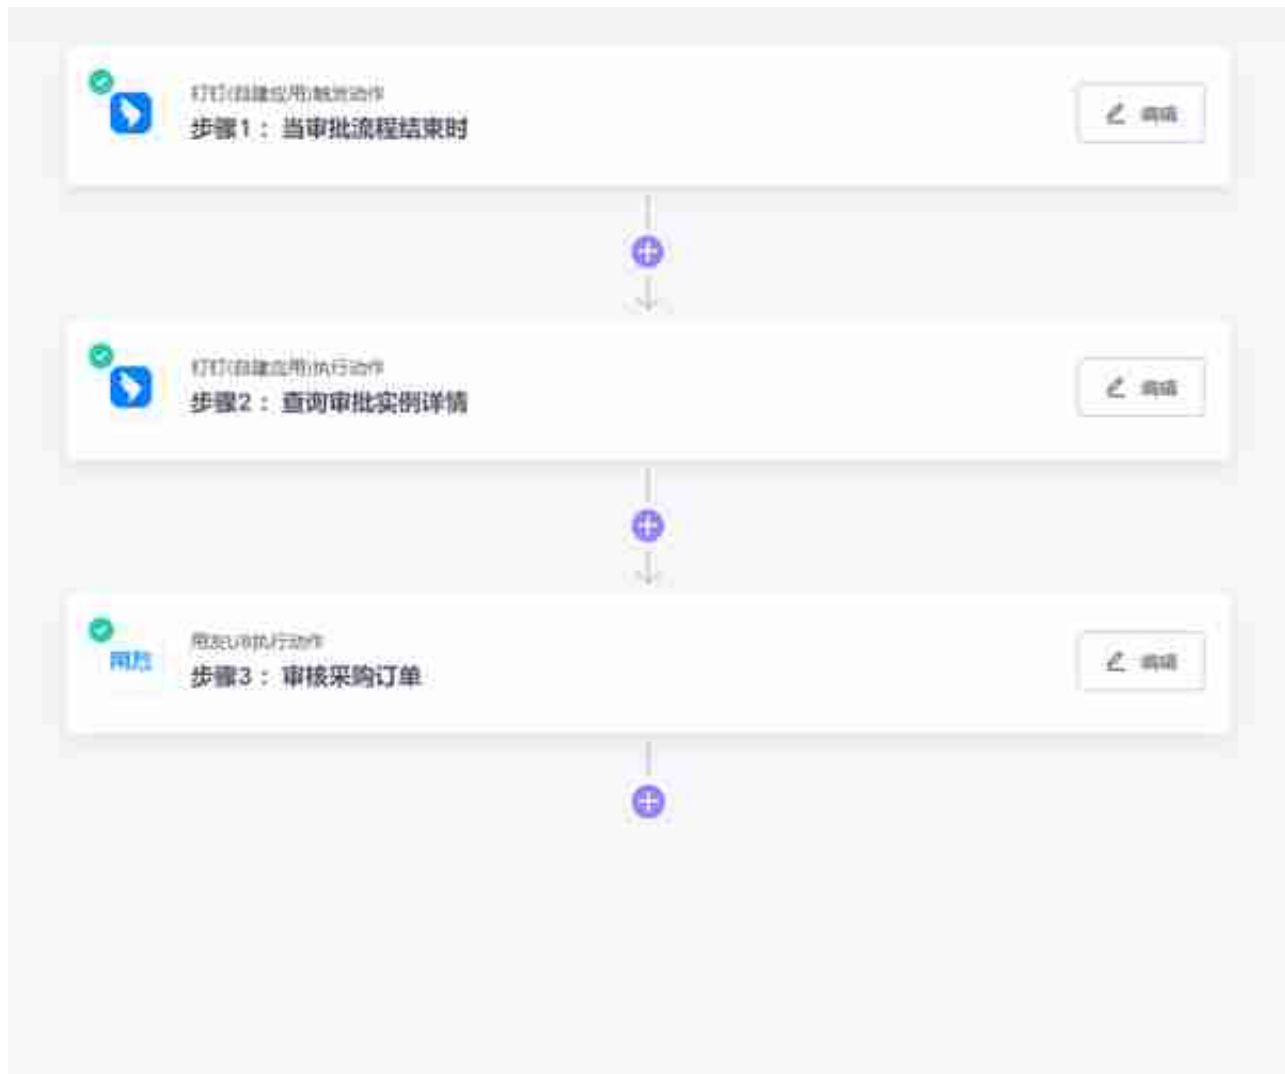 钉钉(自建应用)触发动作
步骤1： 当审批流程结束时
编辑
钉钉(自建应用)执行动作
步骤2： 查询审批实例详情
编辑
用友
用友U8执行动作
步骤3： 审核采购订单
编辑